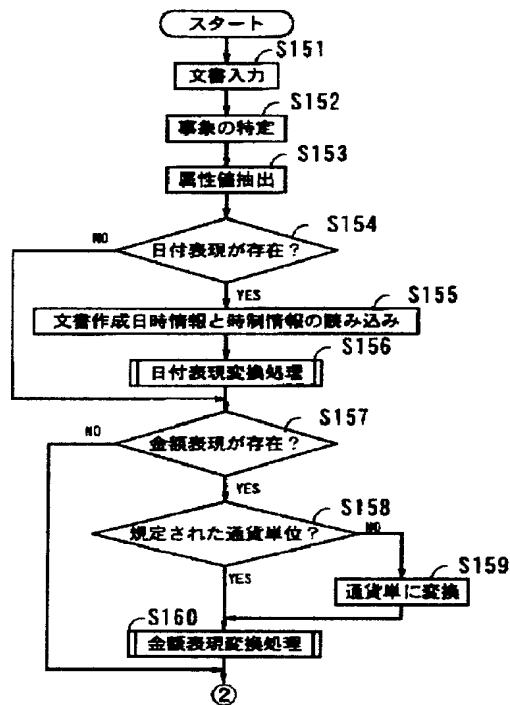 スタート
S151
文書入力
S152
事象の特定
S153
属性値抽出
S154
日付表現が存在？
NO
YES
S155
文書作成日時情報と時制情報の読み込み
S156
日付表現変換処理
S157
金額表現が存在？
NO
YES
S158
規定された通貨単位？
NO
YES
S159
通貨単に変換
S160
金額表現変換処理
②